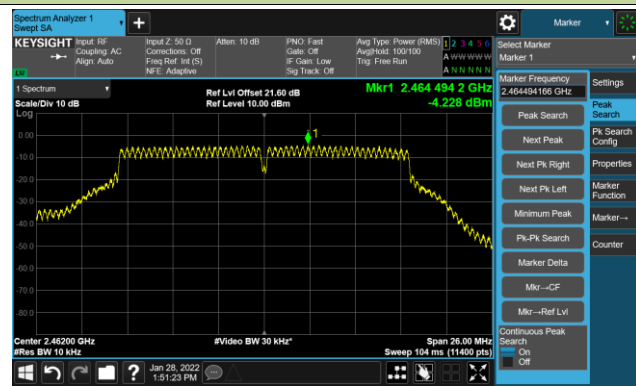 Spectrum Analyzer 1
Swept SA
+
Marker
KEYSIGHT
Input: RF
Coupling: AC
Align: Auto
Input Z: 50 Ω
Corrections: Off
Freq Ref: Int (S)
NFE: Adaptive
Atten: 10 dB
PNO: Fast
Gate: Off
IF Gain: Low
Sig Track: Off
Avg Type: Power (RMS)
Avg|Hold: 100/100
Trig: Free Run
1 2 3 4 5 6
A W W W W W
A N N N N N
Select Marker
Marker 1
1 Spectrum
Scale/Div 10 dB
Log
Ref Lvl Offset 21.60 dB
Ref Level 10.00 dBm
Mkr1 2.464 494 2 GHz
-4.228 dBm
1
0.00
-10.0
-20.0
-30.0
-40.0
-50.0
-60.0
-70.0
-80.0
Center 2.46200 GHz
#Res BW 10 kHz
#Video BW 30 kHz*
Span 26.00 MHz
Sweep 104 ms (11400 pts)
Marker Frequency
2.464494166 GHz
Peak Search
Next Peak
Next Pk Right
Next Pk Left
Minimum Peak
Pk-Pk Search
Marker Delta
Mkr→CF
Mkr→Ref Lvl
Continuous Peak
Search
On
Off
Settings
Peak
Search
Pk Search
Config
Properties
Marker
Function
Marker→
Counter
?
Jan 28, 2022
1:51:23 PM